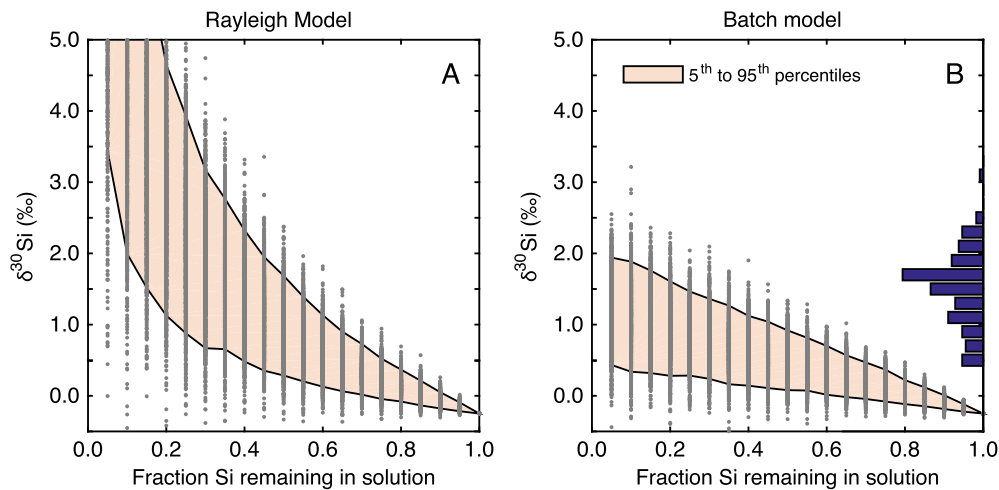 Rayleigh Model
5.0
4.0
3.0
2.0
1.0
0.0
δ30Si (‰)
A
0.0 0.2 0.4 0.6 0.8 1.0
Fraction Si remaining in solution
Batch model
5.0
4.0
3.0
2.0
1.0
0.0
δ30Si (‰)
5th to 95th percentiles
B
0.0 0.2 0.4 0.6 0.8 1.0
Fraction Si remaining in solution